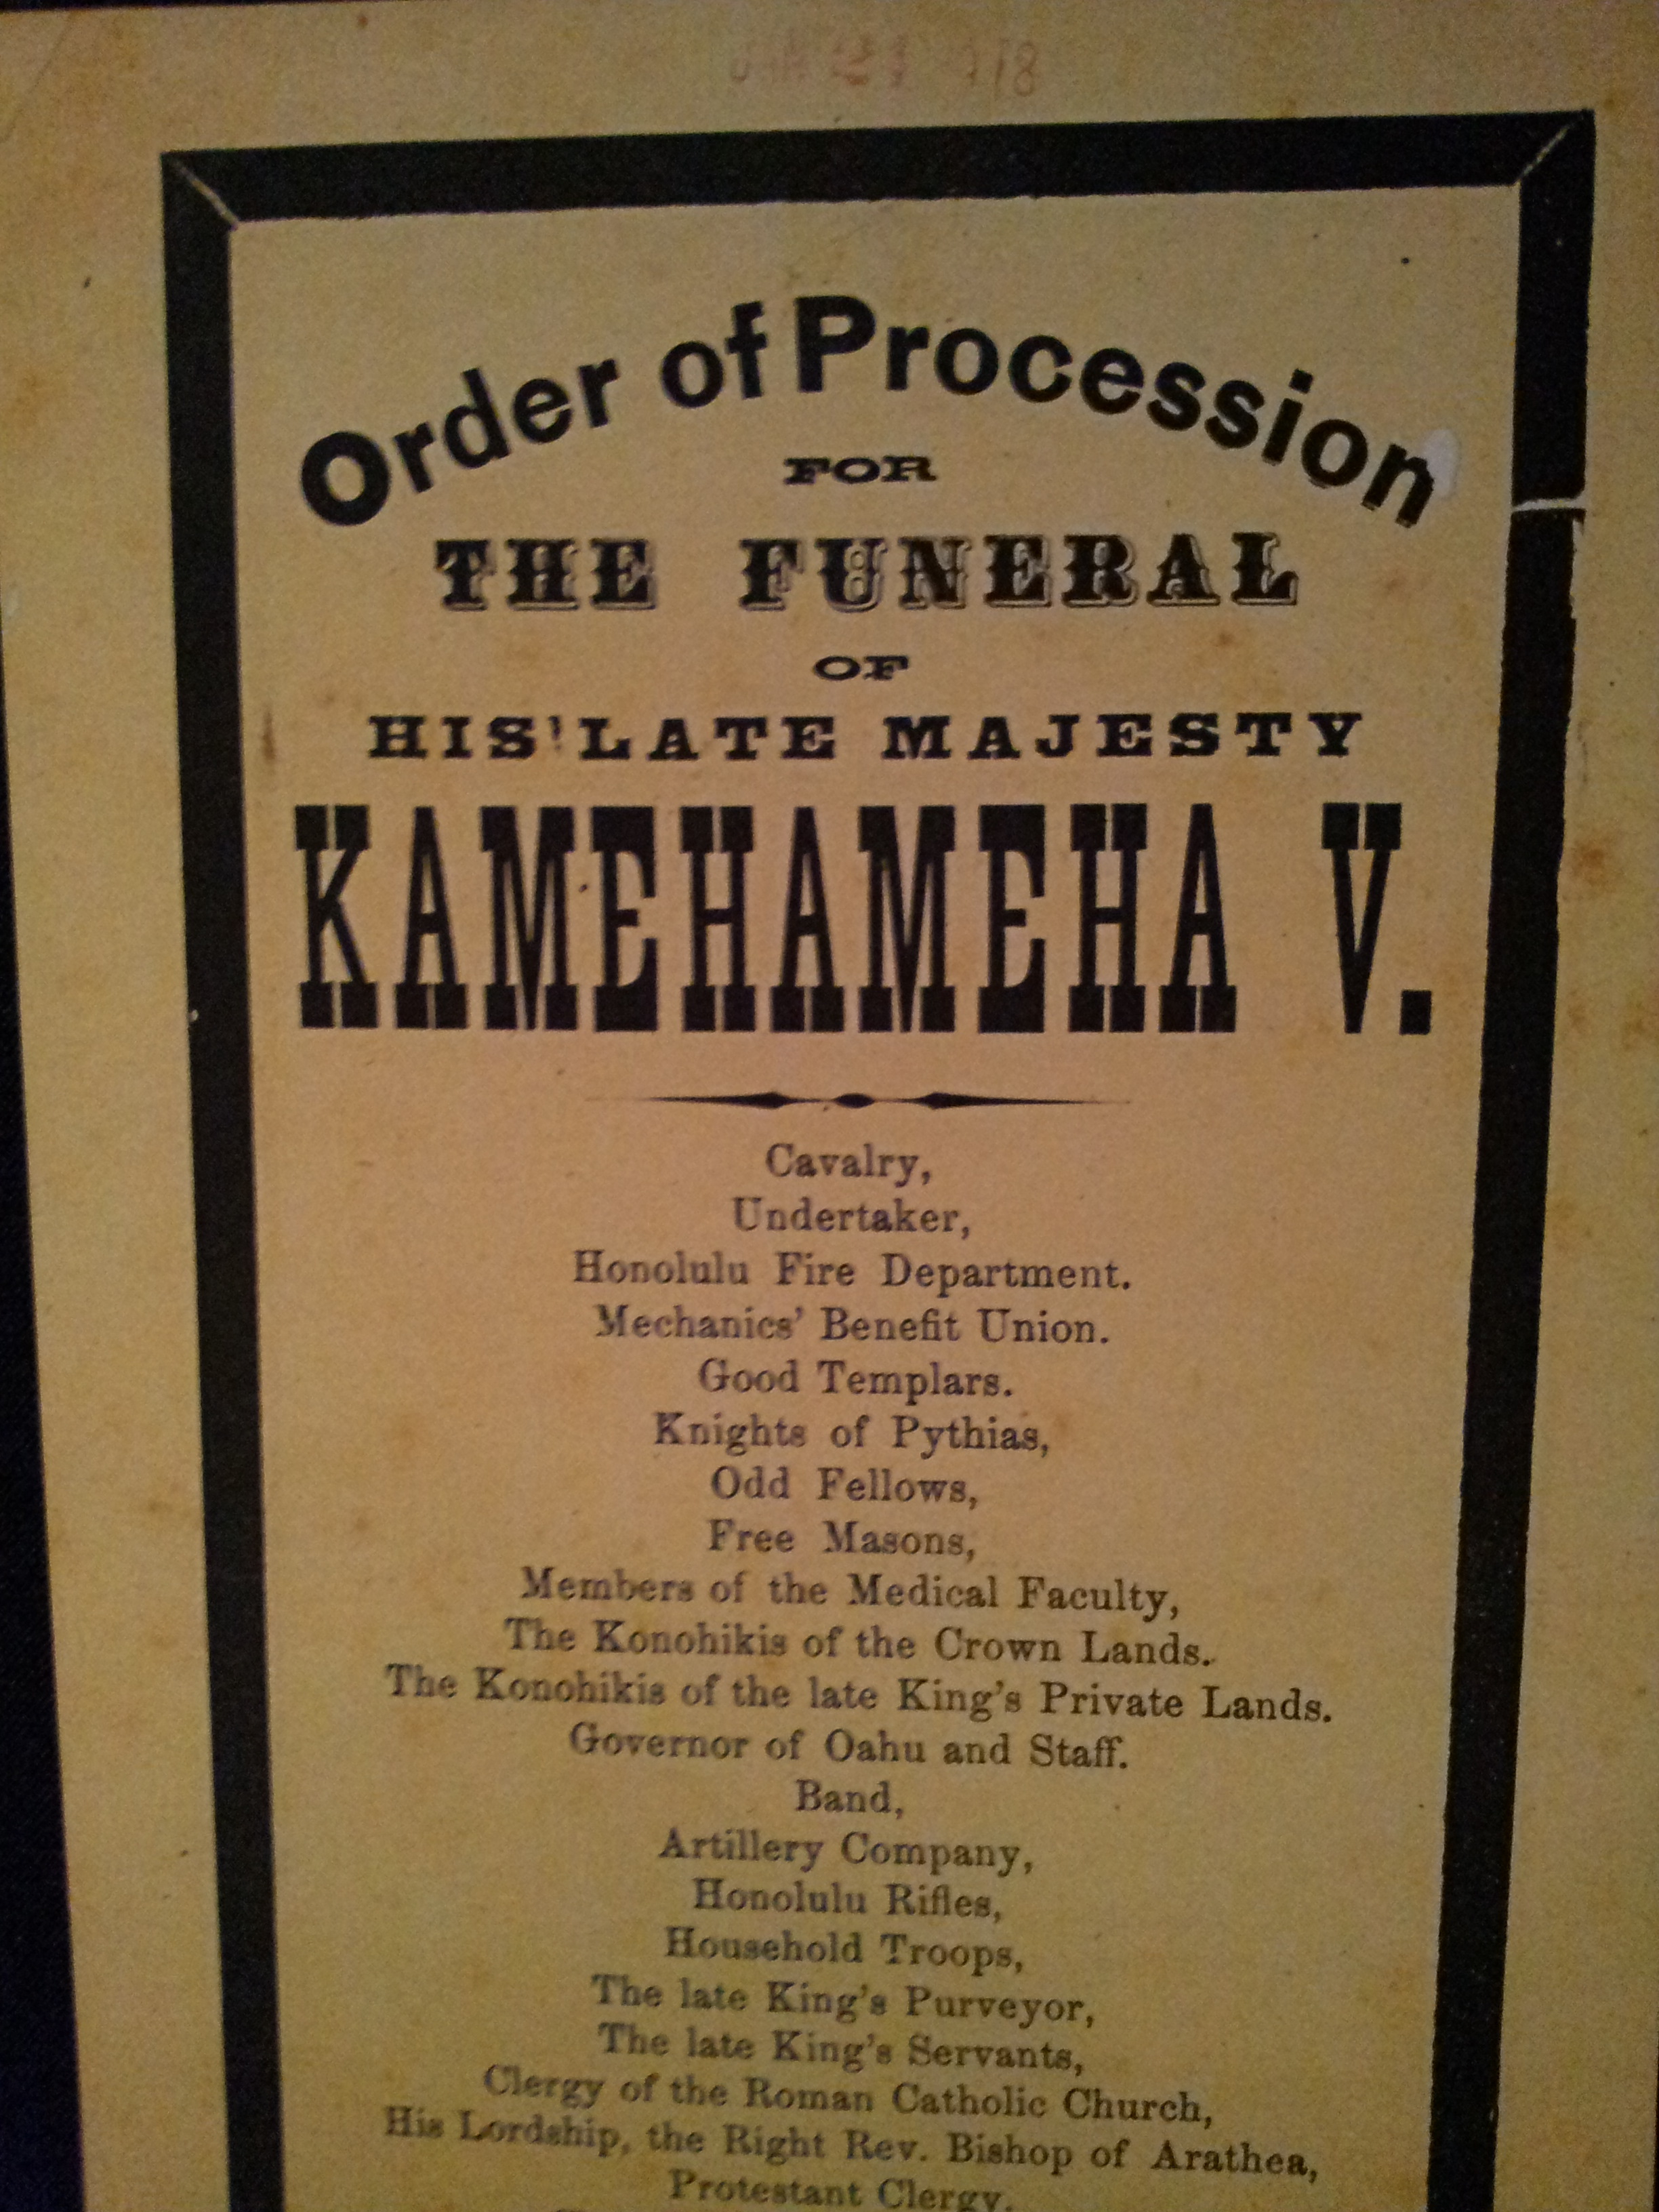 Order of Procession
FOR
THE FUNERAL
OF
HIS LATE MAJESTY
KAMEHAMEHA V.
Cavalry,
Undertaker,
Honolulu Fire Department.
Mechanics' Benefit Union.
Good Templars.
Knights of Pythias,
Odd Fellows,
Free Masons,
Members of the Medical Faculty,
The Konohikis of the Crown Lands.
The Konohikis of the late King's Private Lands.
Governor of Oahu and Staff.
Band,
Artillery Company,
Honolulu Rifles,
Household Troops,
The late King's Purveyor,
The late King's Servants,
Clergy of the Roman Catholic Church,
His Lordship, the Right Rev. Bishop of Arathea,
Protestant Clergy.